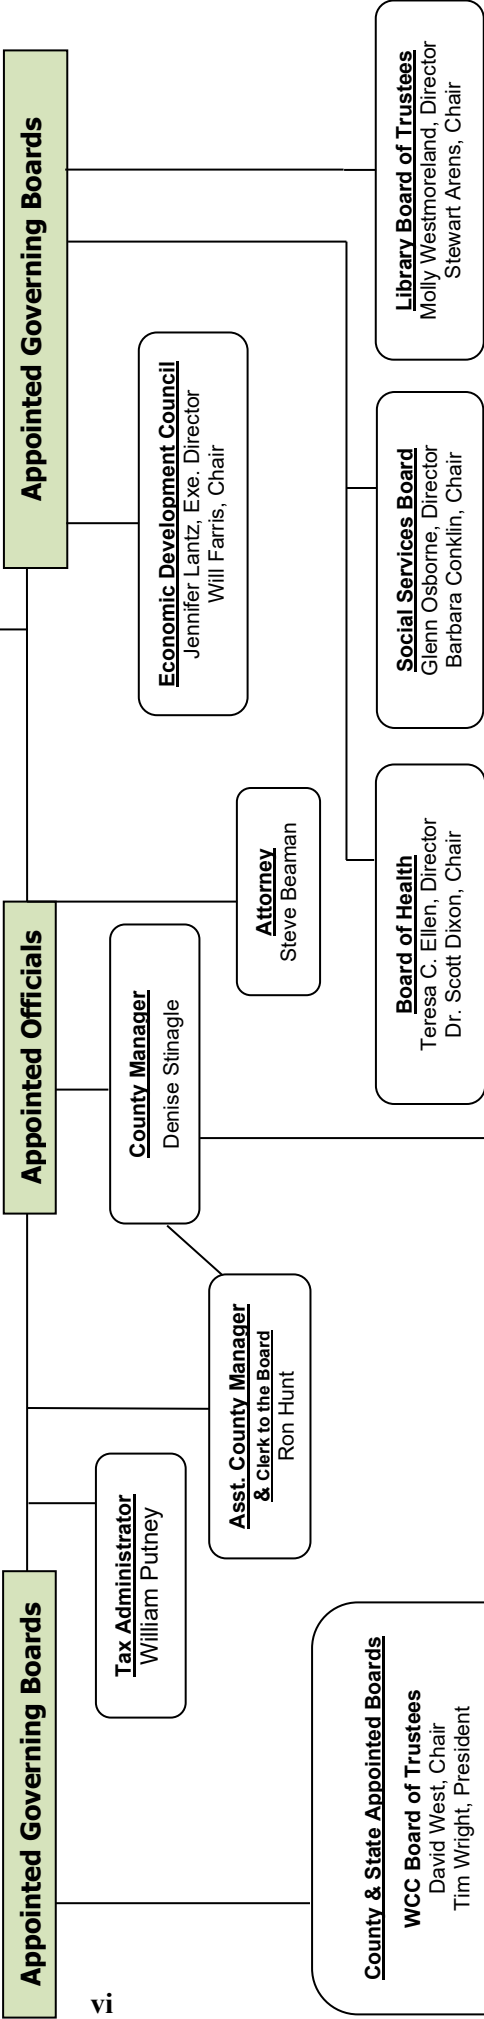 Appointed Governing Boards
Appointed Officials
Appointed Governing Boards
Tax Administrator
William Putney
County Manager
Denise Stinagle
Economic Development Council
Jennifer Lantz, Exe. Director
Will Farris, Chair
Asst. County Manager
& Clerk to the Board
Ron Hunt
Attorney
Steve Beaman
County & State Appointed Boards
WCC Board of Trustees
David West, Chair
Tim Wright, President
Board of Health
Teresa C. Ellen, Director
Dr. Scott Dixon, Chair
Social Services Board
Glenn Osborne, Director
Barbara Conklin, Chair
Library Board of Trustees
Molly Westmoreland, Director
Stewart Arens, Chair
vi